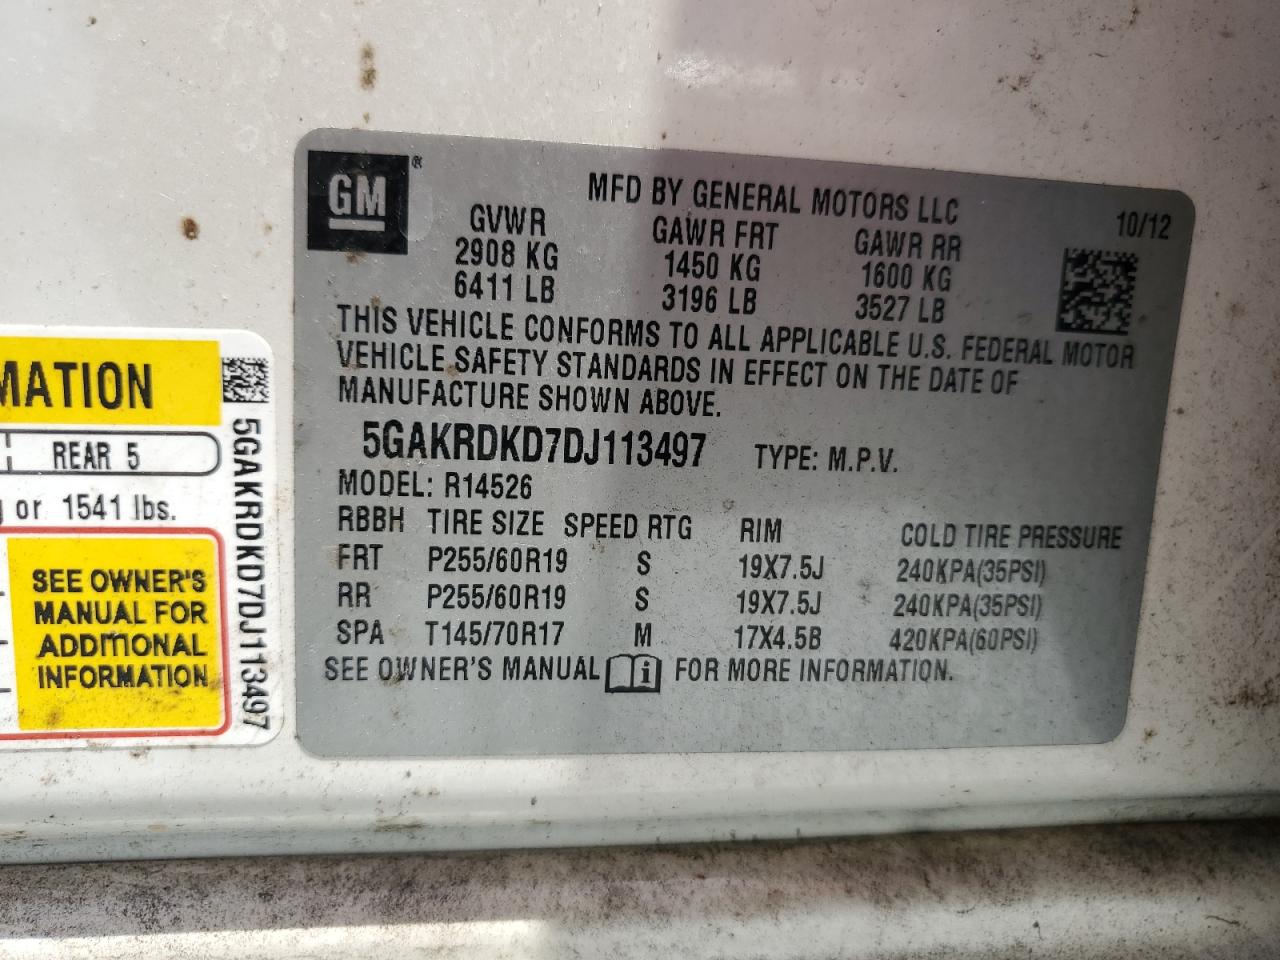 GM®
MFD BY GENERAL MOTORS LLC
10/12
GVWR GAWR FRT GAWR RR
2908 KG 1450 KG 1600 KG
6411 LB 3196 LB 3527 LB
THIS VEHICLE CONFORMS TO ALL APPLICABLE U.S. FEDERAL MOTOR
VEHICLE SAFETY STANDARDS IN EFFECT ON THE DATE OF
MANUFACTURE SHOWN ABOVE.
5GAKRDKD7DJ113497 TYPE: M.P.V.
MODEL: R14526
RBBH TIRE SIZE SPEED RTG RIM COLD TIRE PRESSURE
FRT P255/60R19 S 19X7.5J 240KPA(35PSI)
RR P255/60R19 S 19X7.5J 240KPA(35PSI)
SPA T145/70R17 M 17X4.5B 420KPA(60PSI)
SEE OWNER'S MANUAL FOR MORE INFORMATION.
MATION
REAR 5
or 1541 lbs.
SEE OWNER'S
MANUAL FOR
ADDITIONAL
INFORMATION
5GAKRDKD7DJ113497